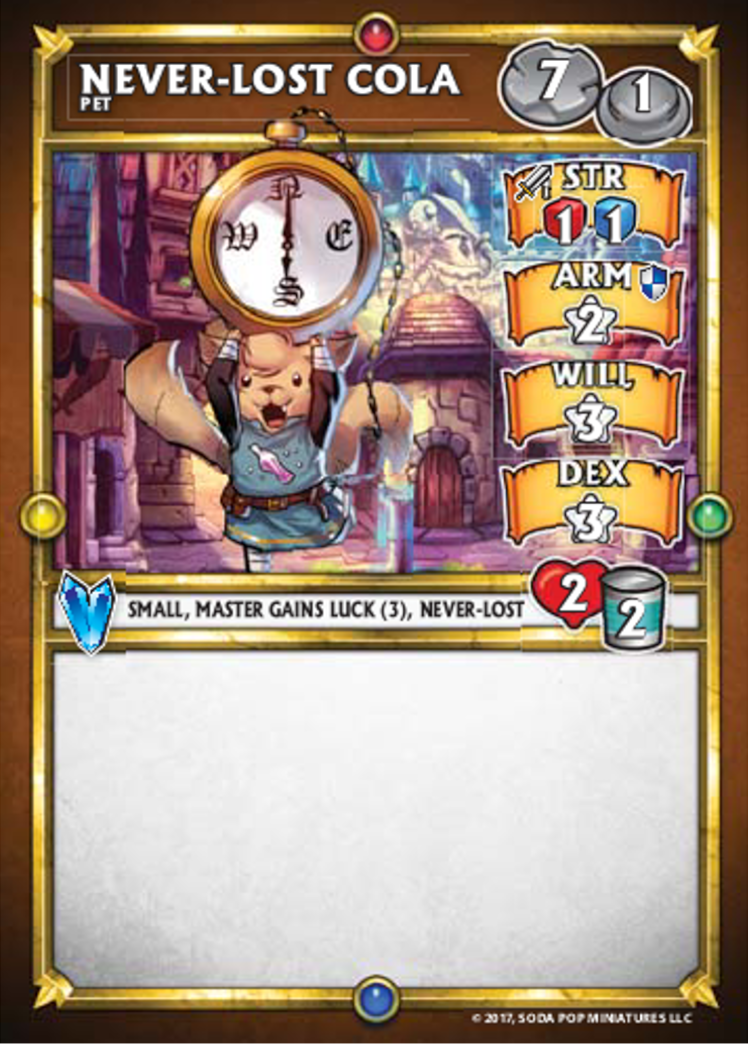 NEVER-LOST COLA
PET
7
1
N
W E
S
STR
1 1
ARM
2
WILL
3
DEX
3
SMALL, MASTER GAINS LUCK (3), NEVER-LOST
2
2
© 2017, SODA POP MINIATURES LLC